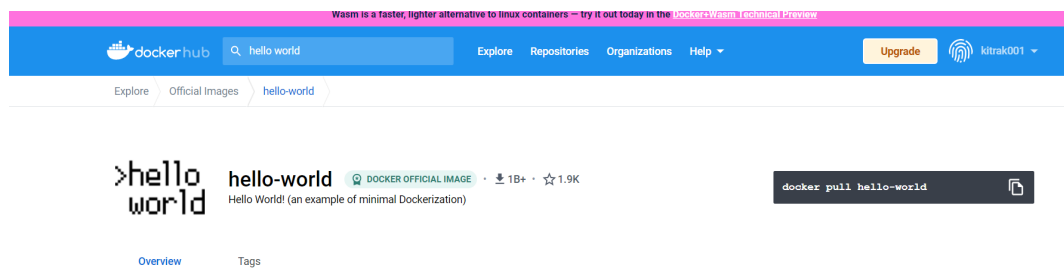 Wasm is a faster, lighter alternative to linux containers — try it out today in the Docker+Wasm Technical Preview
dockerhub
hello world
Explore
Repositories
Organizations
Help
Upgrade
kitrak001
Explore
Official Images
hello-world
>hello
world
hello-world
DOCKER OFFICIAL IMAGE
· 1B+ · 1.9K
Hello World! (an example of minimal Dockerization)
docker pull hello-world
Overview
Tags